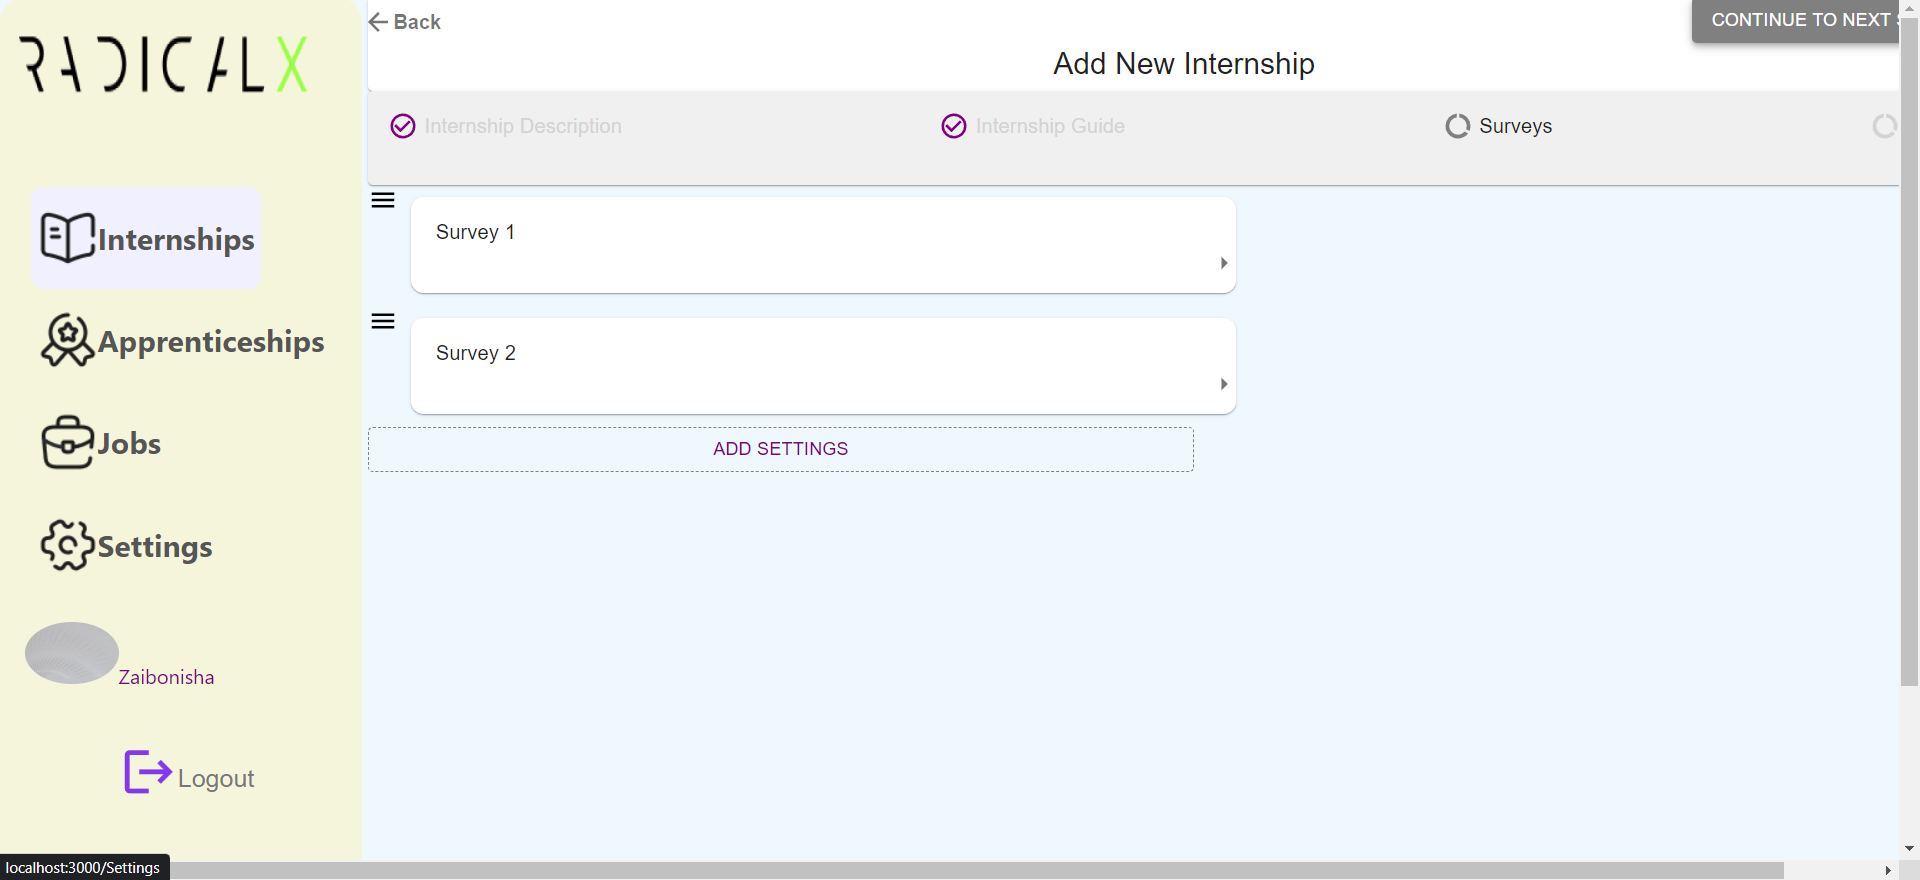 RADICALX
Back
CONTINUE TO NEXT
Add New Internship
Internship Description
Internship Guide
Surveys
Internships
Survey 1
Apprenticeships
Survey 2
Jobs
ADD SETTINGS
Settings
Zaibonisha
Logout
localhost:3000/Settings